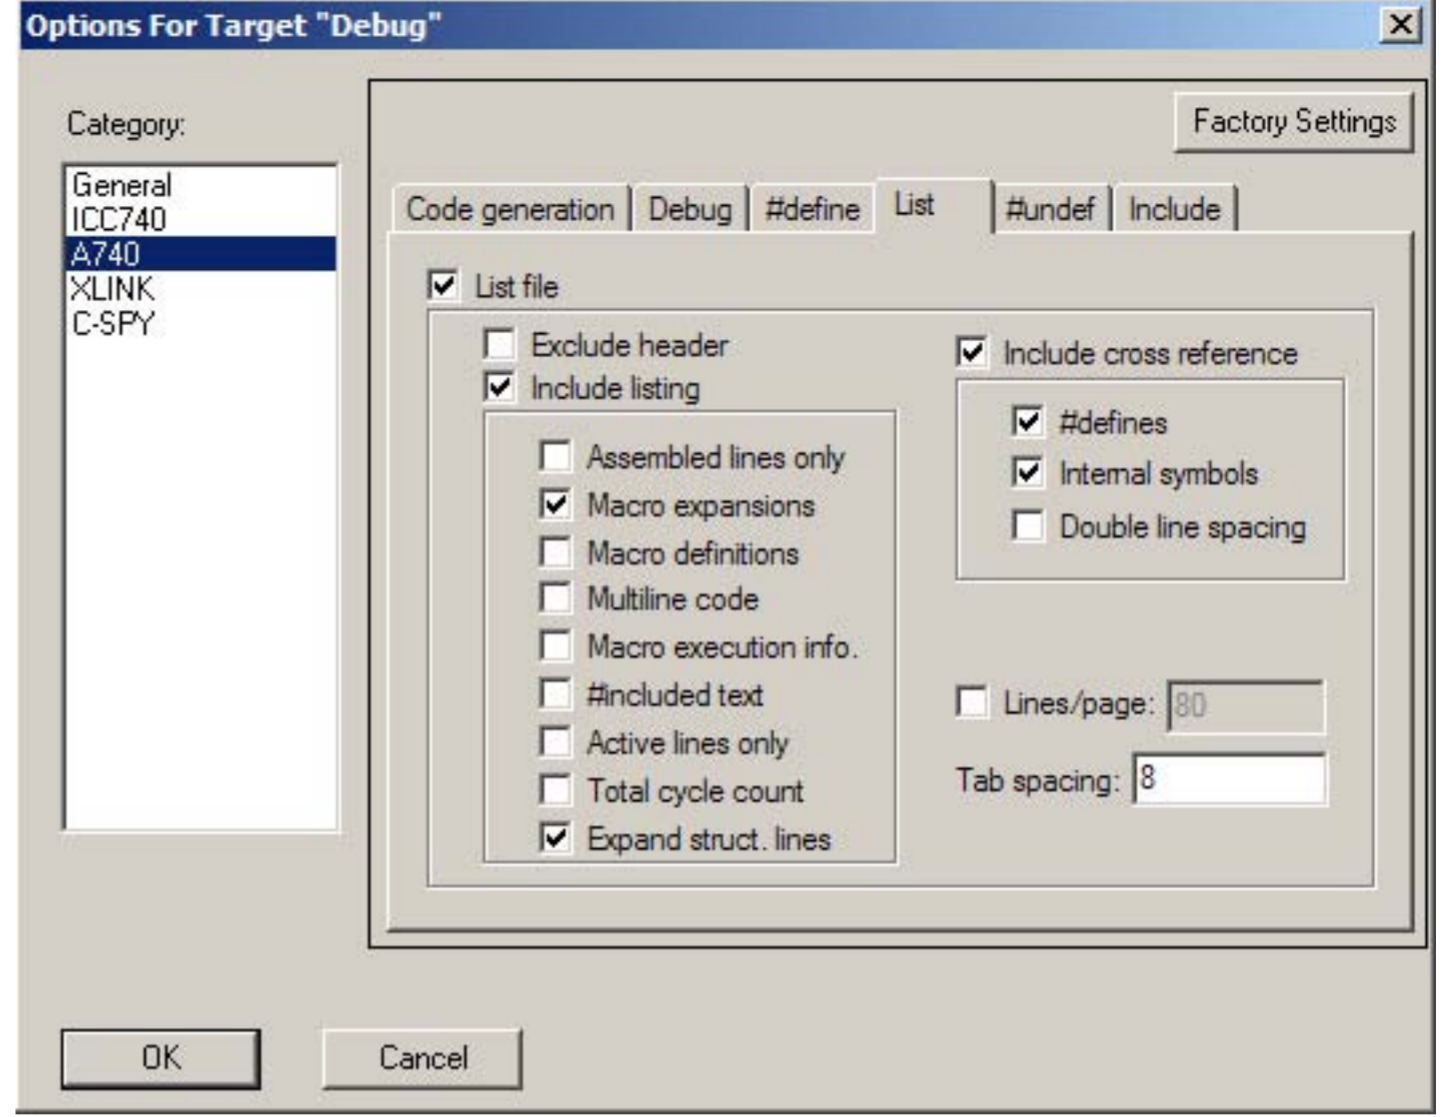 Options For Target "Debug"
Category:
Factory Settings
General
ICC740
A740
XLINK
C-SPY
Code generation
Debug
#define
List
#undef
Include
List file
Exclude header
Include listing
Assembled lines only
Macro expansions
Macro definitions
Multiline code
Macro execution info.
#included text
Active lines only
Total cycle count
Expand struct. lines
Include cross reference
#defines
Internal symbols
Double line spacing
Lines/page: 80
Tab spacing: 8
OK
Cancel